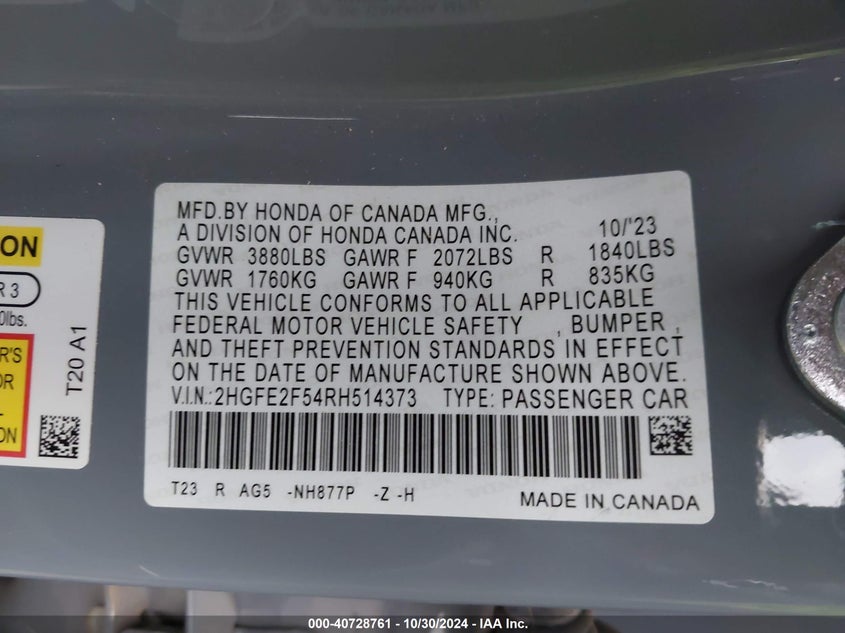 MFD.BY HONDA OF CANADA MFG.,
A DIVISION OF HONDA CANADA INC. 10/'23
GVWR 3880LBS GAWR F 2072LBS R 1840LBS
GVWR 1760KG GAWR F 940KG R 835KG
THIS VEHICLE CONFORMS TO ALL APPLICABLE
FEDERAL MOTOR VEHICLE SAFETY , BUMPER ,
AND THEFT PREVENTION STANDARDS IN EFFECT
ON THE DATE OF MANUFACTURE SHOWN ABOVE.
V.I.N.:2HGFE2F54RH514373 TYPE: PASSENGER CAR
T23 R AG5 -NH877P -Z -H MADE IN CANADA
T20 A1
000-40728761 - 10/30/2024 - IAA Inc.